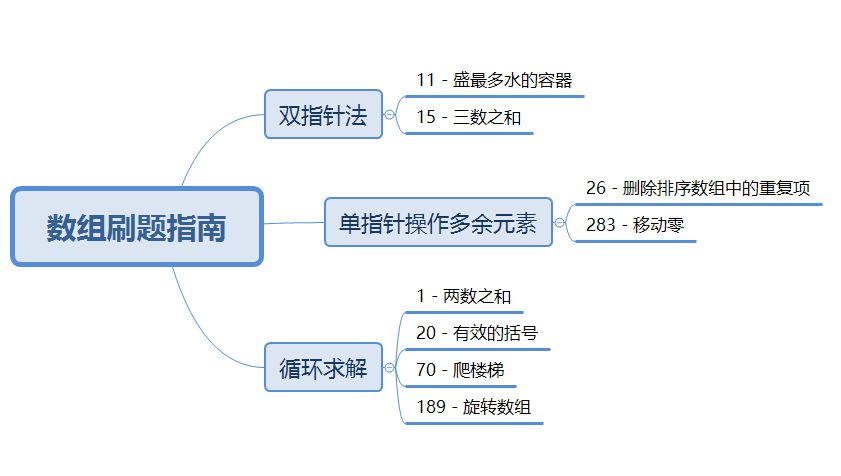 数组刷题指南
双指针法
11 - 盛最多水的容器
15 - 三数之和
单指针操作多余元素
26 - 删除排序数组中的重复项
283 - 移动零
循环求解
1 - 两数之和
20 - 有效的括号
70 - 爬楼梯
189 - 旋转数组